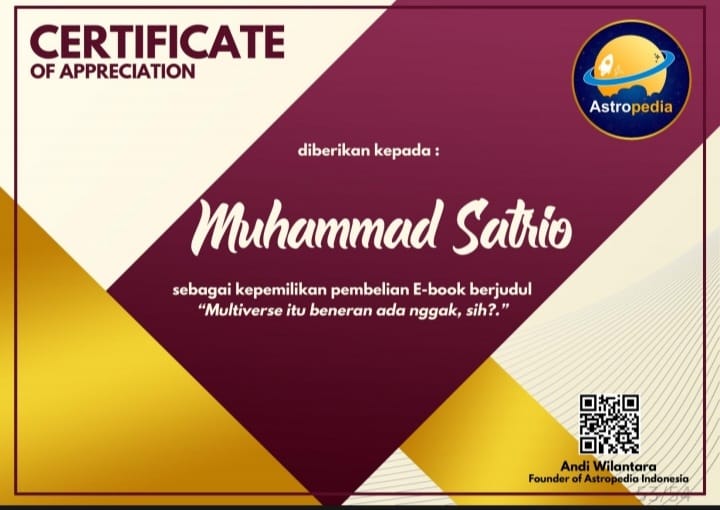 CERTIFICATE
OF APPRECIATION
Astropedia
diberikan kepada :
Muhammad Satrio
sebagai kepemilikan pembelian E-book berjudul
“Multiverse itu beneran ada nggak, sih?.”
Andi Wilantara
Founder of Astropedia Indonesia